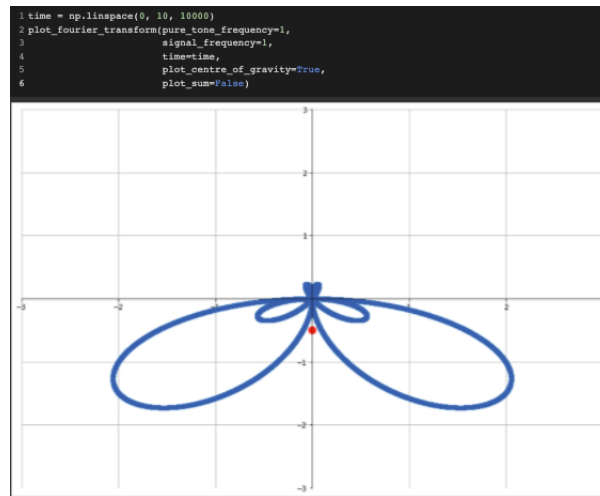 1 time = np.linspace(0, 10, 10000)
2 plot_fourier_transform(pure_tone_frequency=1,
3 signal_frequency=1,
4 time=time,
5 plot_centre_of_gravity=True,
6 plot_sum=False)
3
2
1
-3 -2 -1 1 2
-1
-2
-3